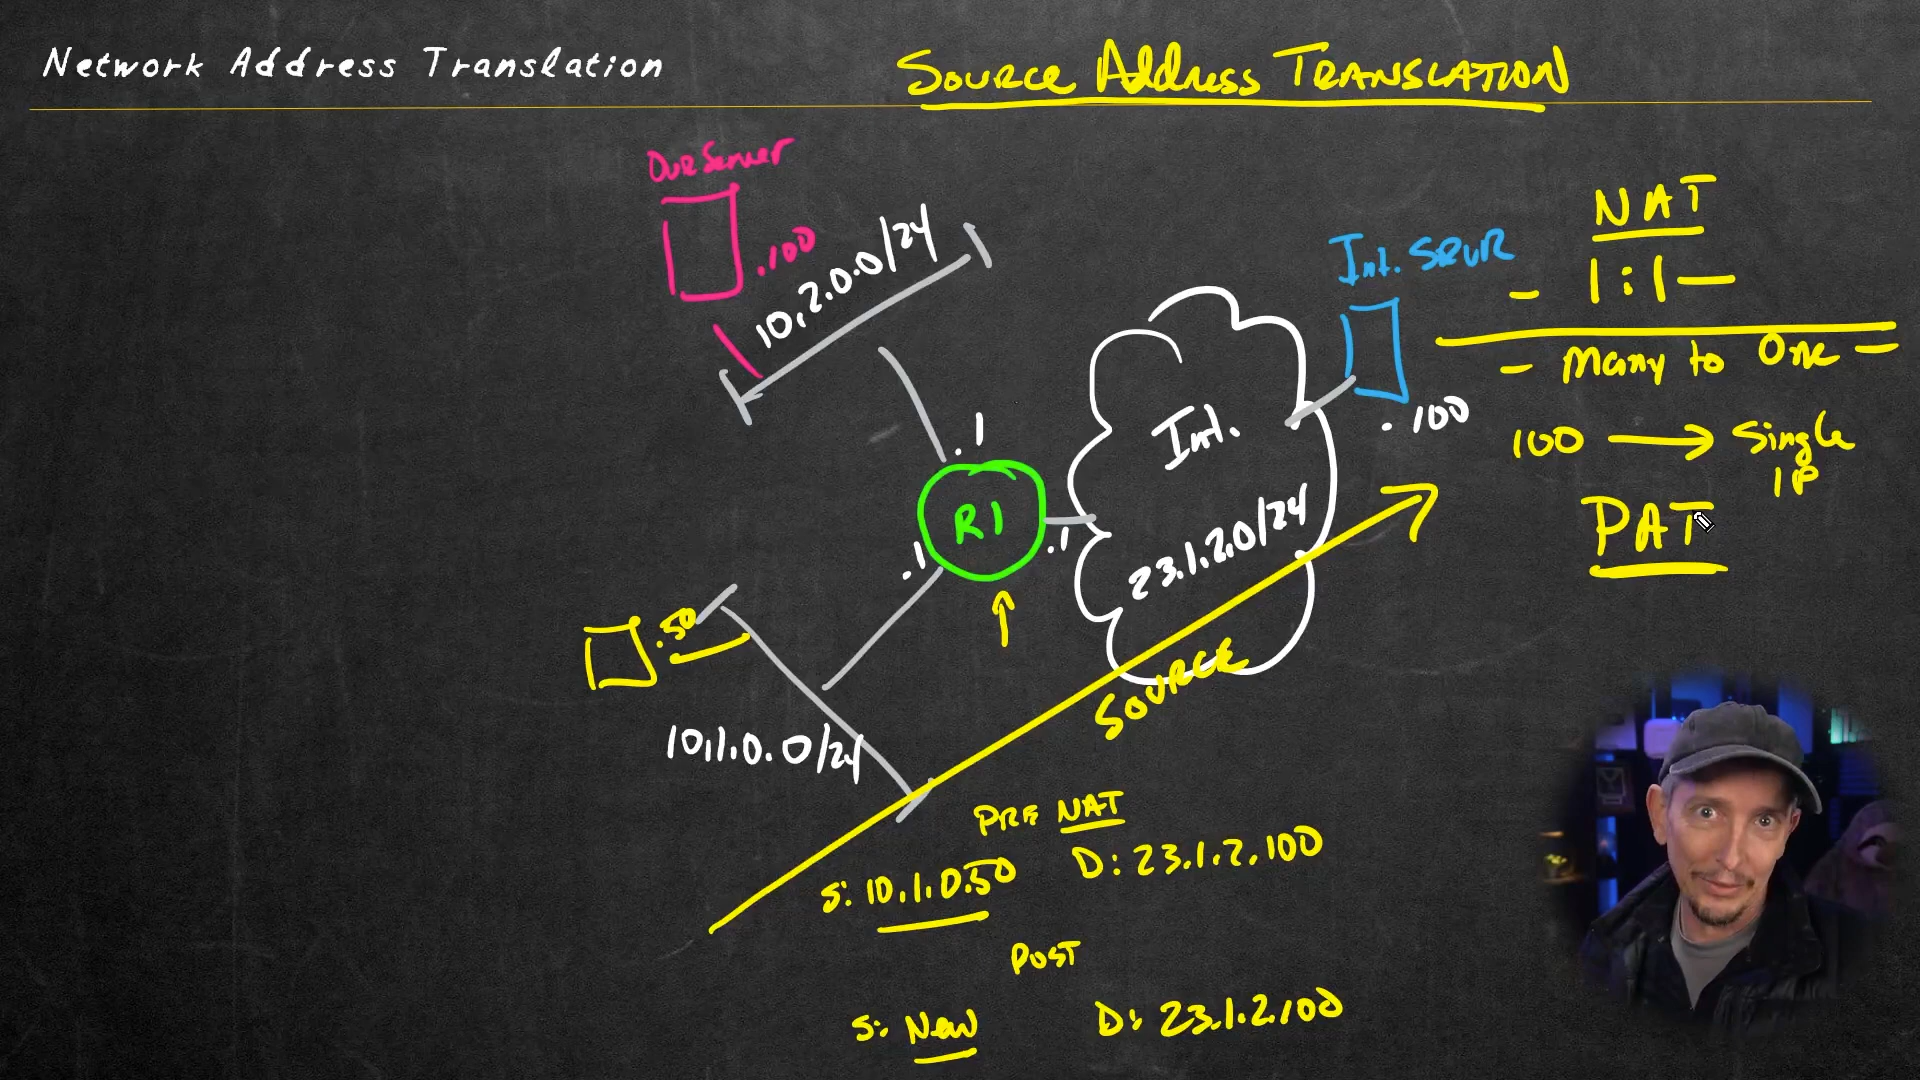 Network Address Translation
Source Address TRANSLATION
Our Server
.100
10.2.0.0/24
NAT
- 1:1 -
- Many to One -
100 → Single
IP
PAT
Int. SRVR
.100
Int.
23.1.2.0/24
.1
R1
.1
.1
.50
10.1.0.0/24
SOURCE
PRE NAT
S: 10.1.0.50 D: 23.1.2.100
POST
S: New D: 23.1.2.100